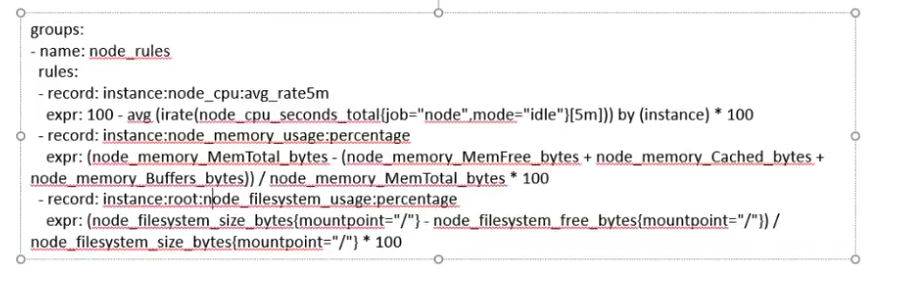 groups:
- name: node_rules
rules:
- record: instance:node_cpu:avg_rate5m
expr: 100 - avg (irate(node_cpu_seconds_total{job="node",mode="idle"}[5m])) by (instance) * 100
- record: instance:node_memory_usage:percentage
expr: (node_memory_MemTotal_bytes - (node_memory_MemFree_bytes + node_memory_Cached_bytes +
node_memory_Buffers_bytes)) / node_memory_MemTotal_bytes * 100
- record: instance:root:node_filesystem_usage:percentage
expr: (node_filesystem_size_bytes{mountpoint="/"} - node_filesystem_free_bytes{mountpoint="/"}) /
node_filesystem_size_bytes{mountpoint="/"} * 100